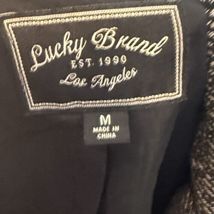 Lucky Brand
EST. 1990
Los Angeles
M
MADE IN
CHINA